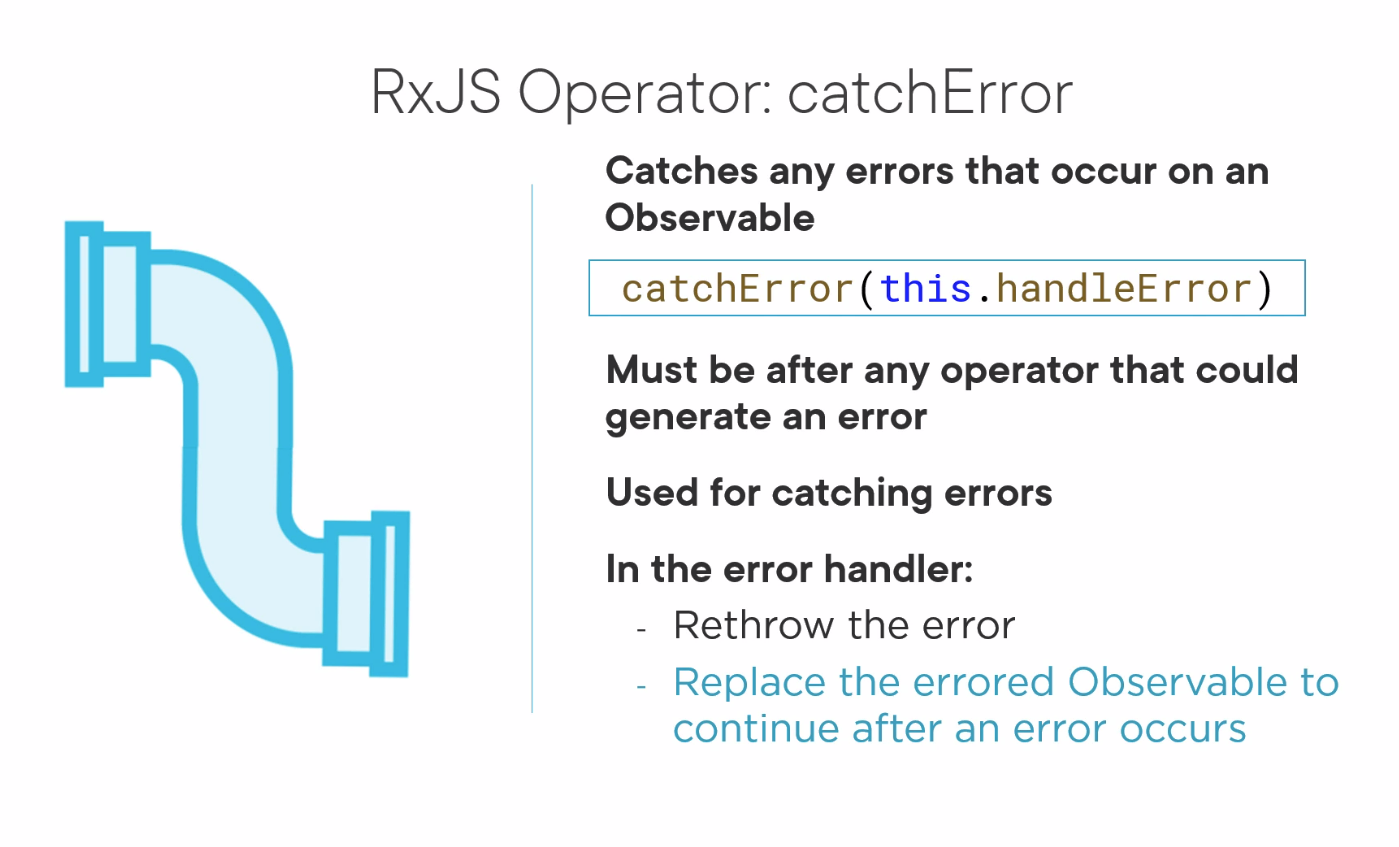 RxJS Operator: catchError
Catches any errors that occur on an
Observable
catchError(this.handleError)
Must be after any operator that could
generate an error
Used for catching errors
In the error handler:
- Rethrow the error
- Replace the errored Observable to
continue after an error occurs